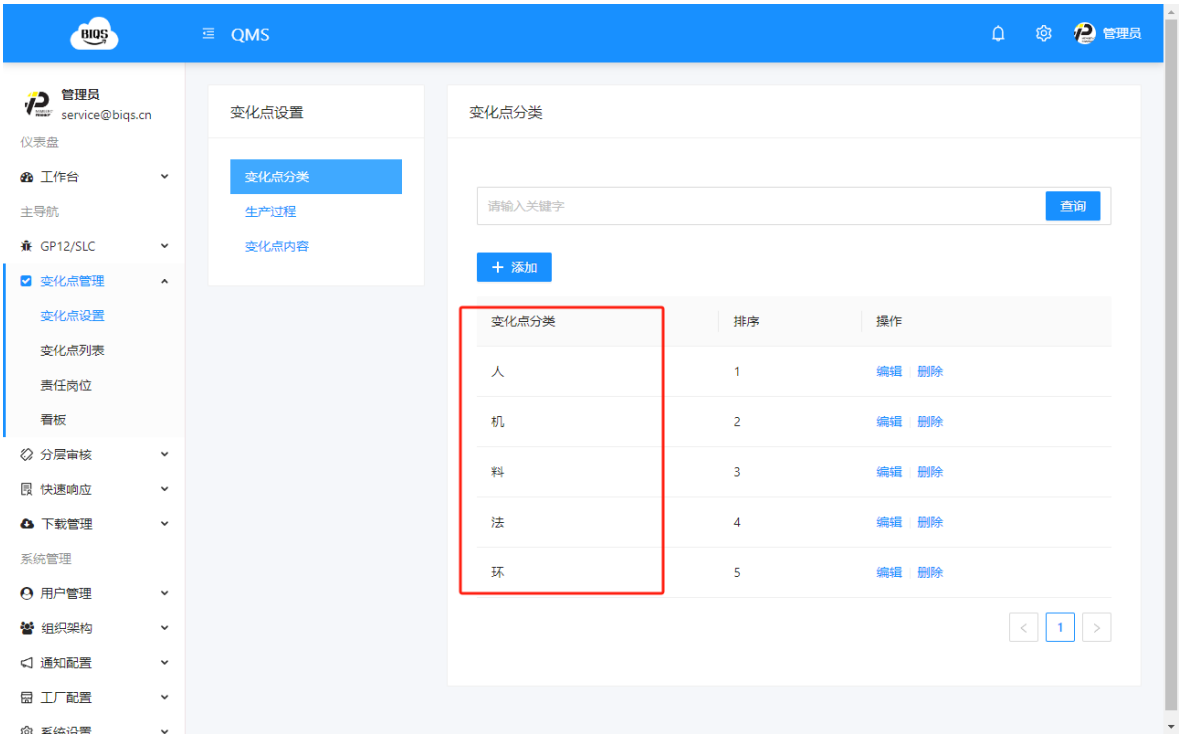 BIQS
QMS
管理员
管理员
service@biqs.cn
仪表盘
工作台
主导航
GP12/SLC
变化点管理
变化点设置
变化点列表
责任岗位
看板
分层审核
快速响应
下载管理
系统管理
用户管理
组织架构
通知配置
工厂配置
系统设置
变化点设置
变化点分类
生产过程
变化点内容
变化点分类
请输入关键字
查询
添加
变化点分类 排序 操作
人 1 编辑 删除
机 2 编辑 删除
料 3 编辑 删除
法 4 编辑 删除
环 5 编辑 删除
< 1 >